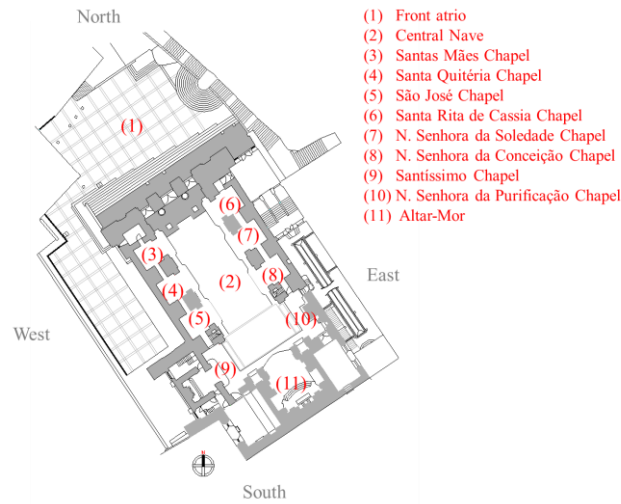 North
(1) Front atrio
(2) Central Nave
(3) Santas Mães Chapel
(4) Santa Quitéria Chapel
(5) São José Chapel
(6) Santa Rita de Cassia Chapel
(7) N. Senhora da Soledade Chapel
(8) N. Senhora da Conceição Chapel
(9) Santíssimo Chapel
(10) N. Senhora da Purificação Chapel
(11) Altar-Mor
(1)
(6)
(7)
(3)
(2)
(8)
East
(4)
(5)
(10)
West
(9)
(11)
N
South